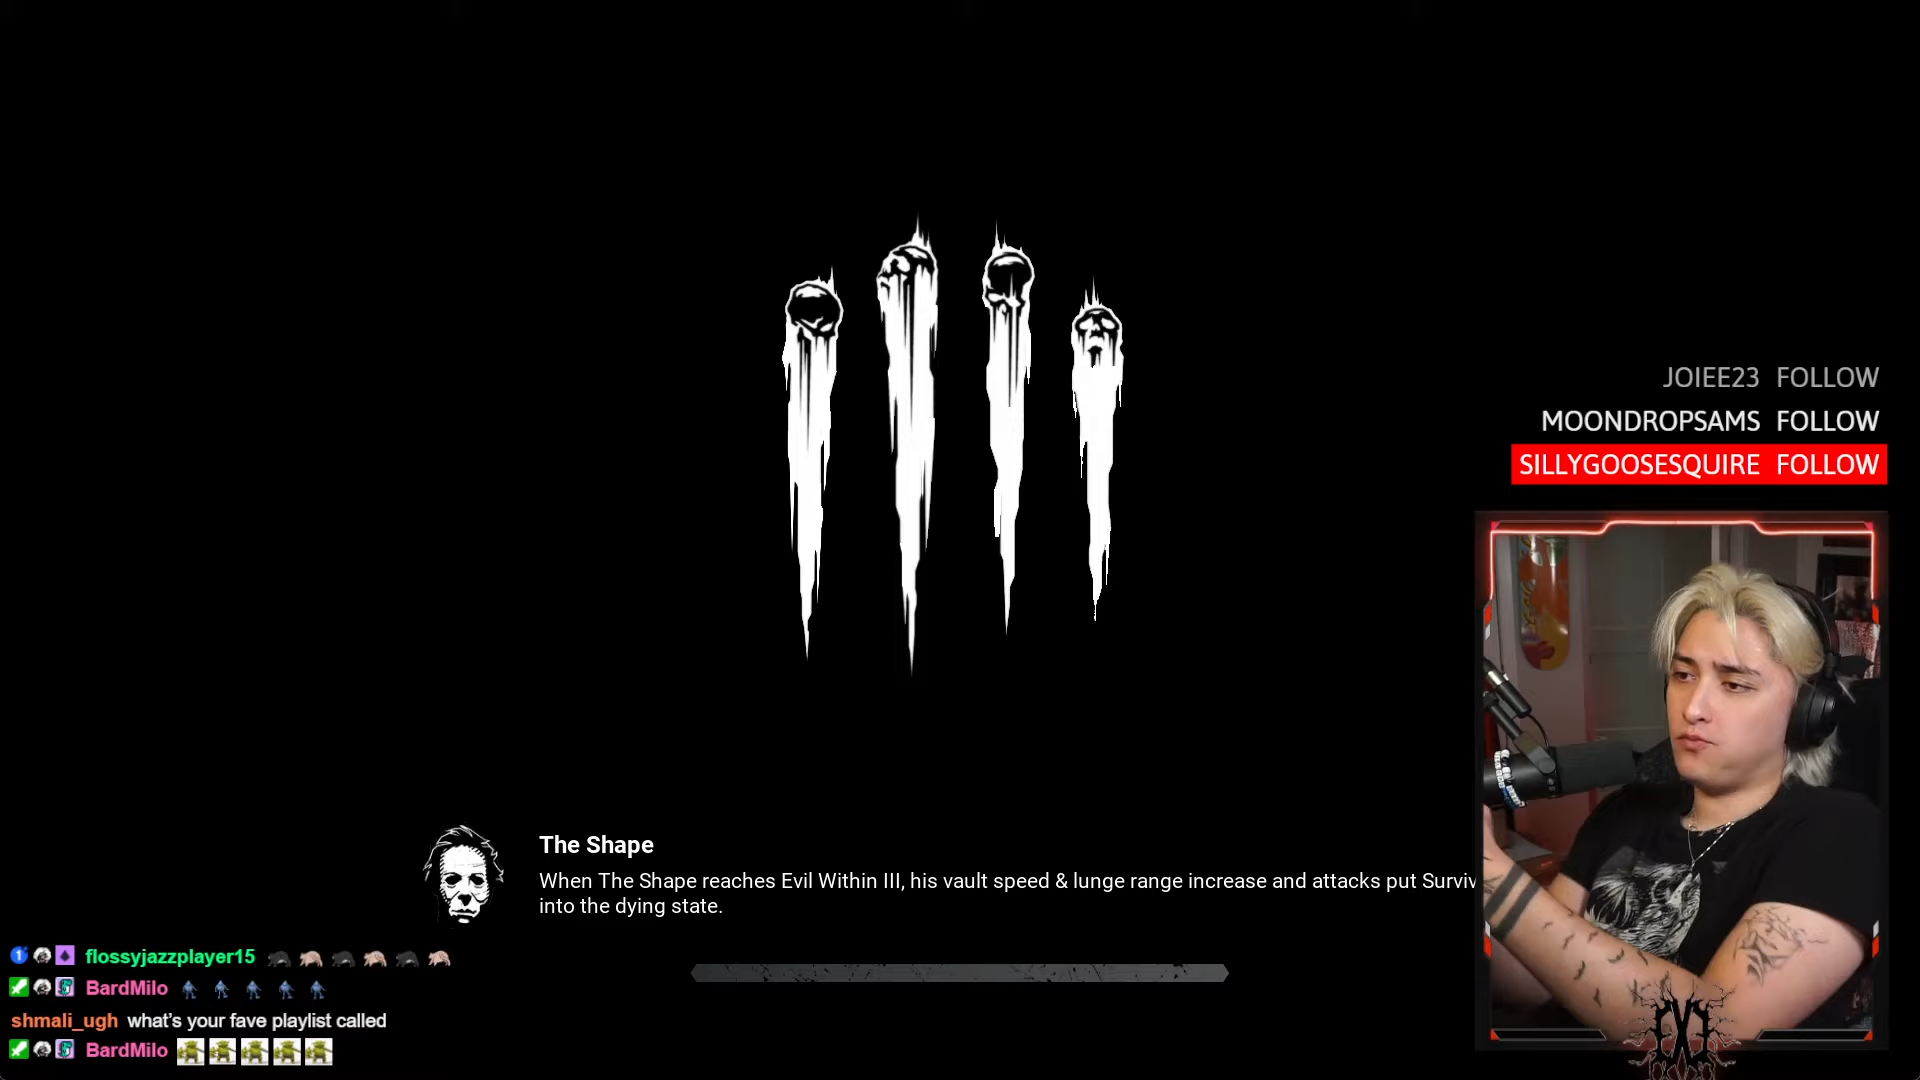 JOIEE23 FOLLOW
MOONDROPSAMS FOLLOW
SILLYGOOSESQUIRE FOLLOW
The Shape
When The Shape reaches Evil Within III, his vault speed & lunge range increase and attacks put Surviv
into the dying state.
flossyjazzplayer15
BardMilo
shmali_ugh what's your fave playlist called
BardMilo